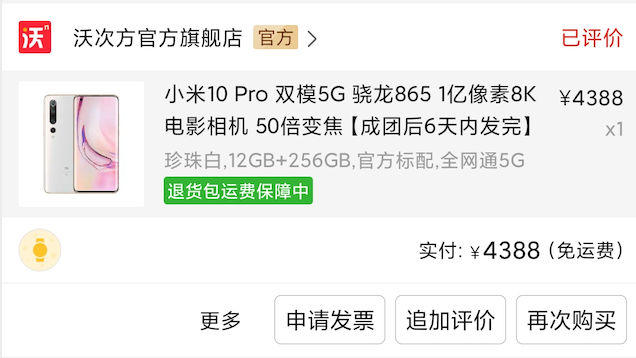 沃n 沃次方官方旗舰店 官方 已评价
小米10 Pro 双模5G 骁龙865 1亿像素8K ¥4388
电影相机 50倍变焦【成团后6天内发完】 x1
珍珠白,12GB+256GB,官方标配,全网通5G
退货包运费保障中
实付: ¥4388 (免运费)
更多 申请发票 追加评价 再次购买